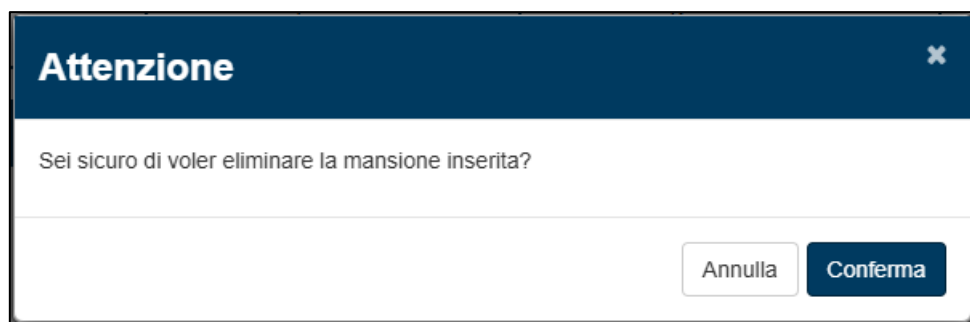 Attenzione
Sei sicuro di voler eliminare la mansione inserita?
Annulla
Conferma